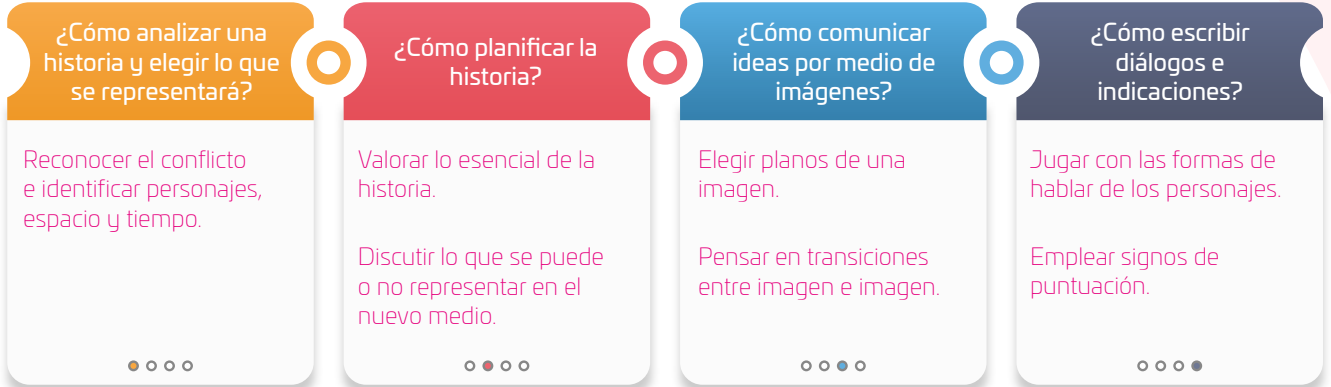 ¿Cómo analizar una
historia y elegir lo que
se representará?
Reconocer el conflicto
e identificar personajes,
espacio y tiempo.
¿Cómo planificar la
historia?
Valorar lo esencial de la
historia.
Discutir lo que se puede
o no representar en el
nuevo medio.
¿Cómo comunicar
ideas por medio de
imágenes?
Elegir planos de una
imagen.
Pensar en transiciones
entre imagen e imagen.
¿Cómo escribir
diálogos e
indicaciones?
Jugar con las formas de
hablar de los personajes.
Emplear signos de
puntuación.